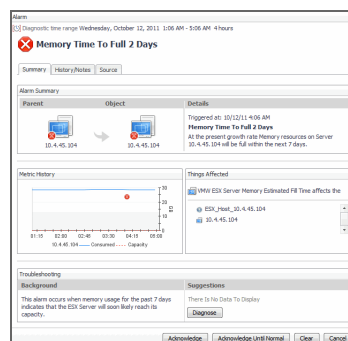 Alarm
Diagnostic time range Wednesday, October 12, 2011 1:06 AM - 5:06 AM 4 hours
Memory Time To Full 2 Days
Summary History/Notes Source
Alarm Summary
Parent Object Details
10.4.45.104 10.4.45.104
Triggered at: 10/12/11 4:06 AM
Memory Time To Full 2 Days
At the present growth rate Memory resources on Server
10.4.45.104 will be full within the next 7 days.
Metric History
30
20
10
0
GB
01:15 02:00 02:45 03:30 04:15 05:00
10.4.45.104 Consumed Capacity
Things Affected
VMW ESX Server Memory Estimated Fill Time affects the
ESX_Host_10.4.45.104
10.4.45.104
Troubleshooting
Background
This alarm occurs when memory usage for the past 7 days
indicates that the ESX Server will soon likely reach its
capacity.
Suggestions
There Is No Data To Display
Diagnose
Acknowledge Acknowledge Until Normal Clear Cancel